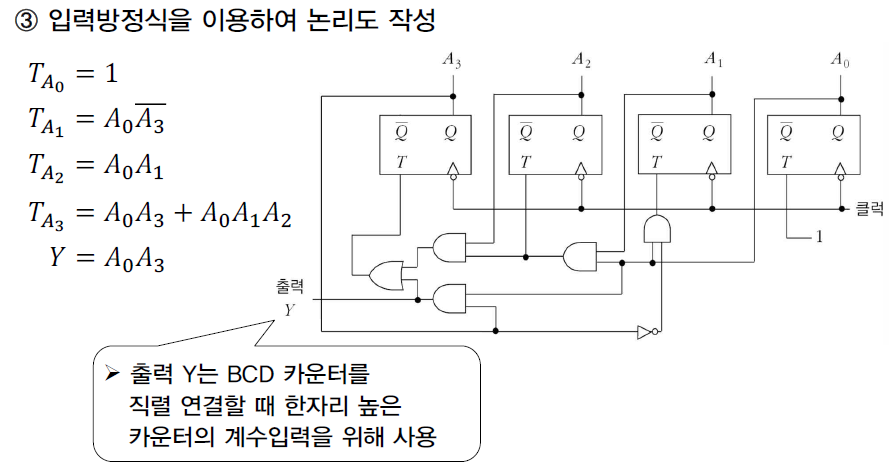 ③ 입력방정식을 이용하여 논리도 작성
T_{A_0} = 1
T_{A_1} = A_0\overline{A_3}
T_{A_2} = A_0A_1
T_{A_3} = A_0A_3 + A_0A_1A_2
Y = A_0A_3
A_3 A_2 A_1 A_0
\overline{Q} Q \overline{Q} Q \overline{Q} Q \overline{Q} Q
T T T T
클럭
1
출력
Y
➢ 출력 Y는 BCD 카운터를
직렬 연결할 때 한자리 높은
카운터의 계수입력을 위해 사용